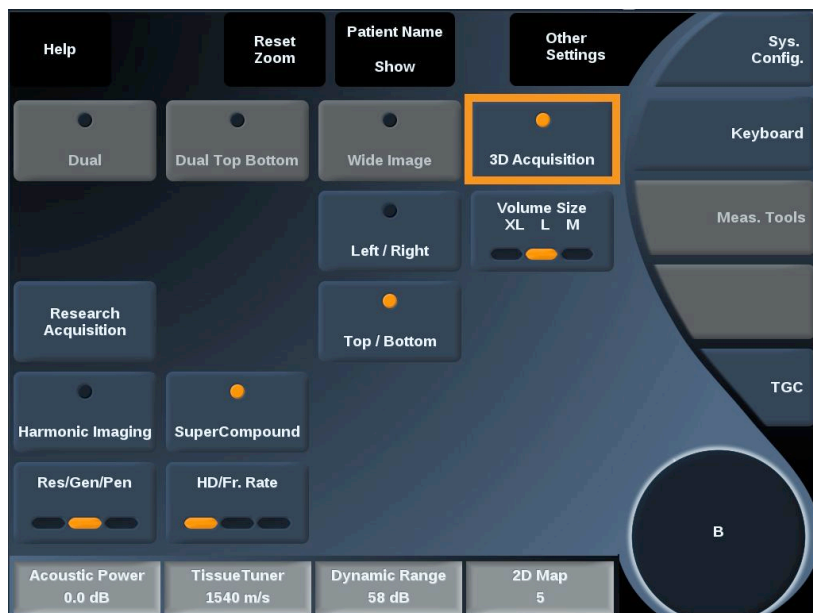 Help
Reset
Zoom
Patient Name
Show
Other
Settings
Sys.
Config.
Dual
Dual Top Bottom
Wide Image
3D Acquisition
Keyboard
Left / Right
Volume Size
XL L M
Meas. Tools
Research
Acquisition
Top / Bottom
TGC
Harmonic Imaging
SuperCompound
Res/Gen/Pen
HD/Fr. Rate
B
Acoustic Power
0.0 dB
TissueTuner
1540 m/s
Dynamic Range
58 dB
2D Map
5